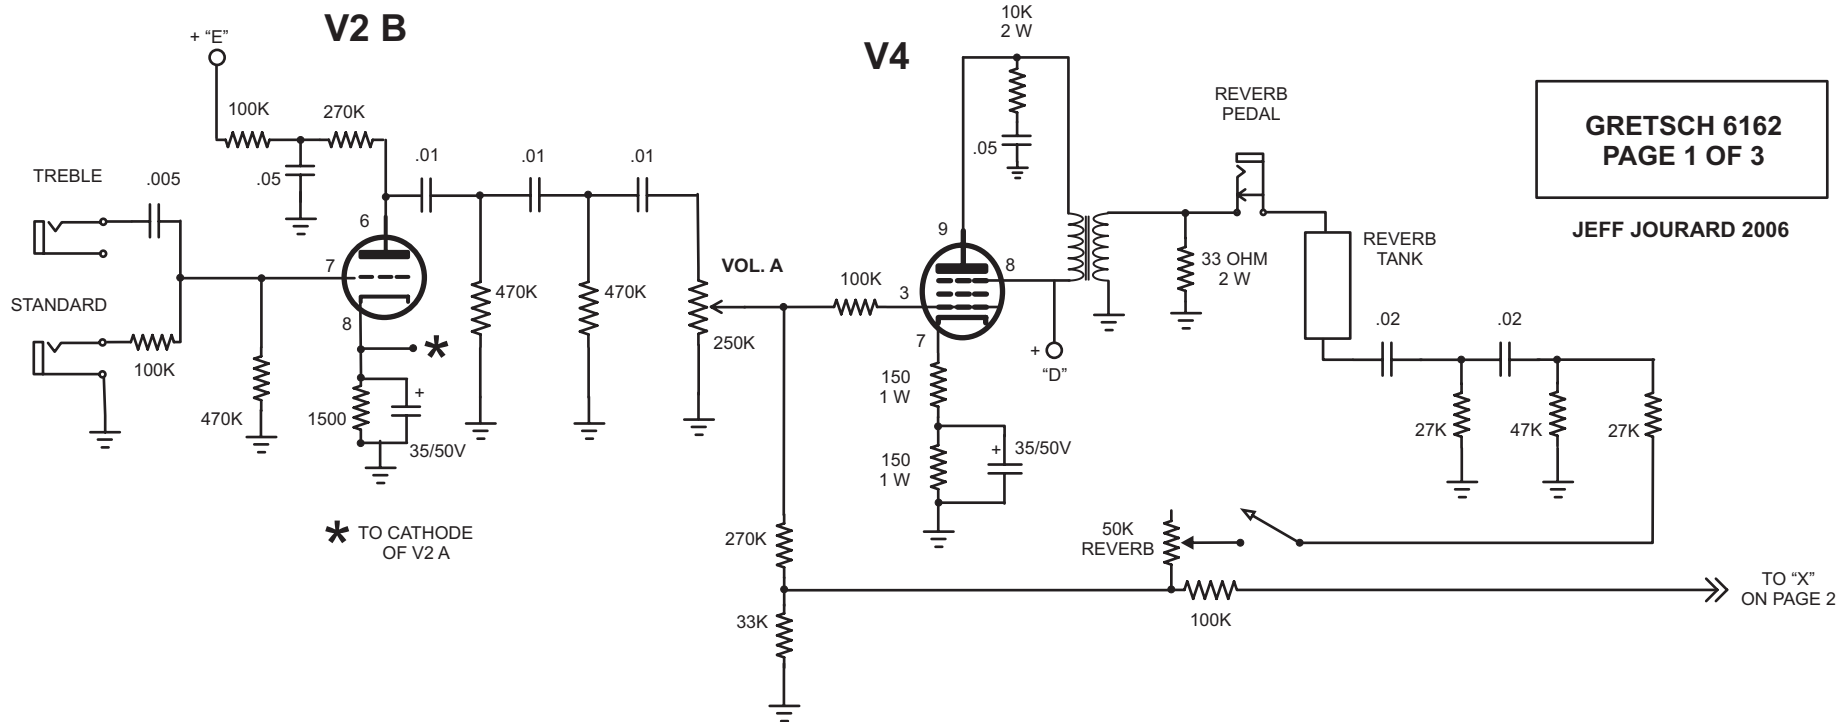 V2 B
+ “E”
100K
270K
.05
.01
.01
.01
TREBLE
.005
STANDARD
100K
470K
6
7
8
*
1500
+
35/50V
470K
470K
VOL. A
250K
* TO CATHODE
OF V2 A
V4
10K
2 W
.05
9
8
3
7
100K
+
“D”
150
1 W
150
1 W
+
35/50V
270K
33K
REVERB
PEDAL
33 OHM
2 W
REVERB
TANK
.02
.02
27K
47K
27K
50K
REVERB
100K
TO “X”
ON PAGE 2
GRETSCH 6162
PAGE 1 OF 3
JEFF JOURARD 2006